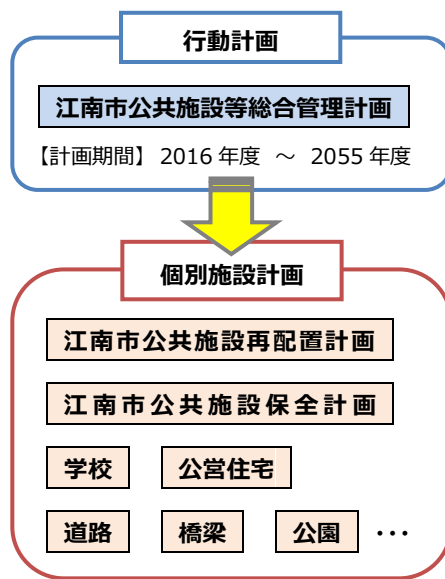 行動計画
江南市公共施設等総合管理計画
【計画期間】 2016 年度 ～ 2055 年度
個別施設計画
江南市公共施設再配置計画
江南市公共施設保全計画
学校 公営住宅
道路 橋梁 公園 ･･･